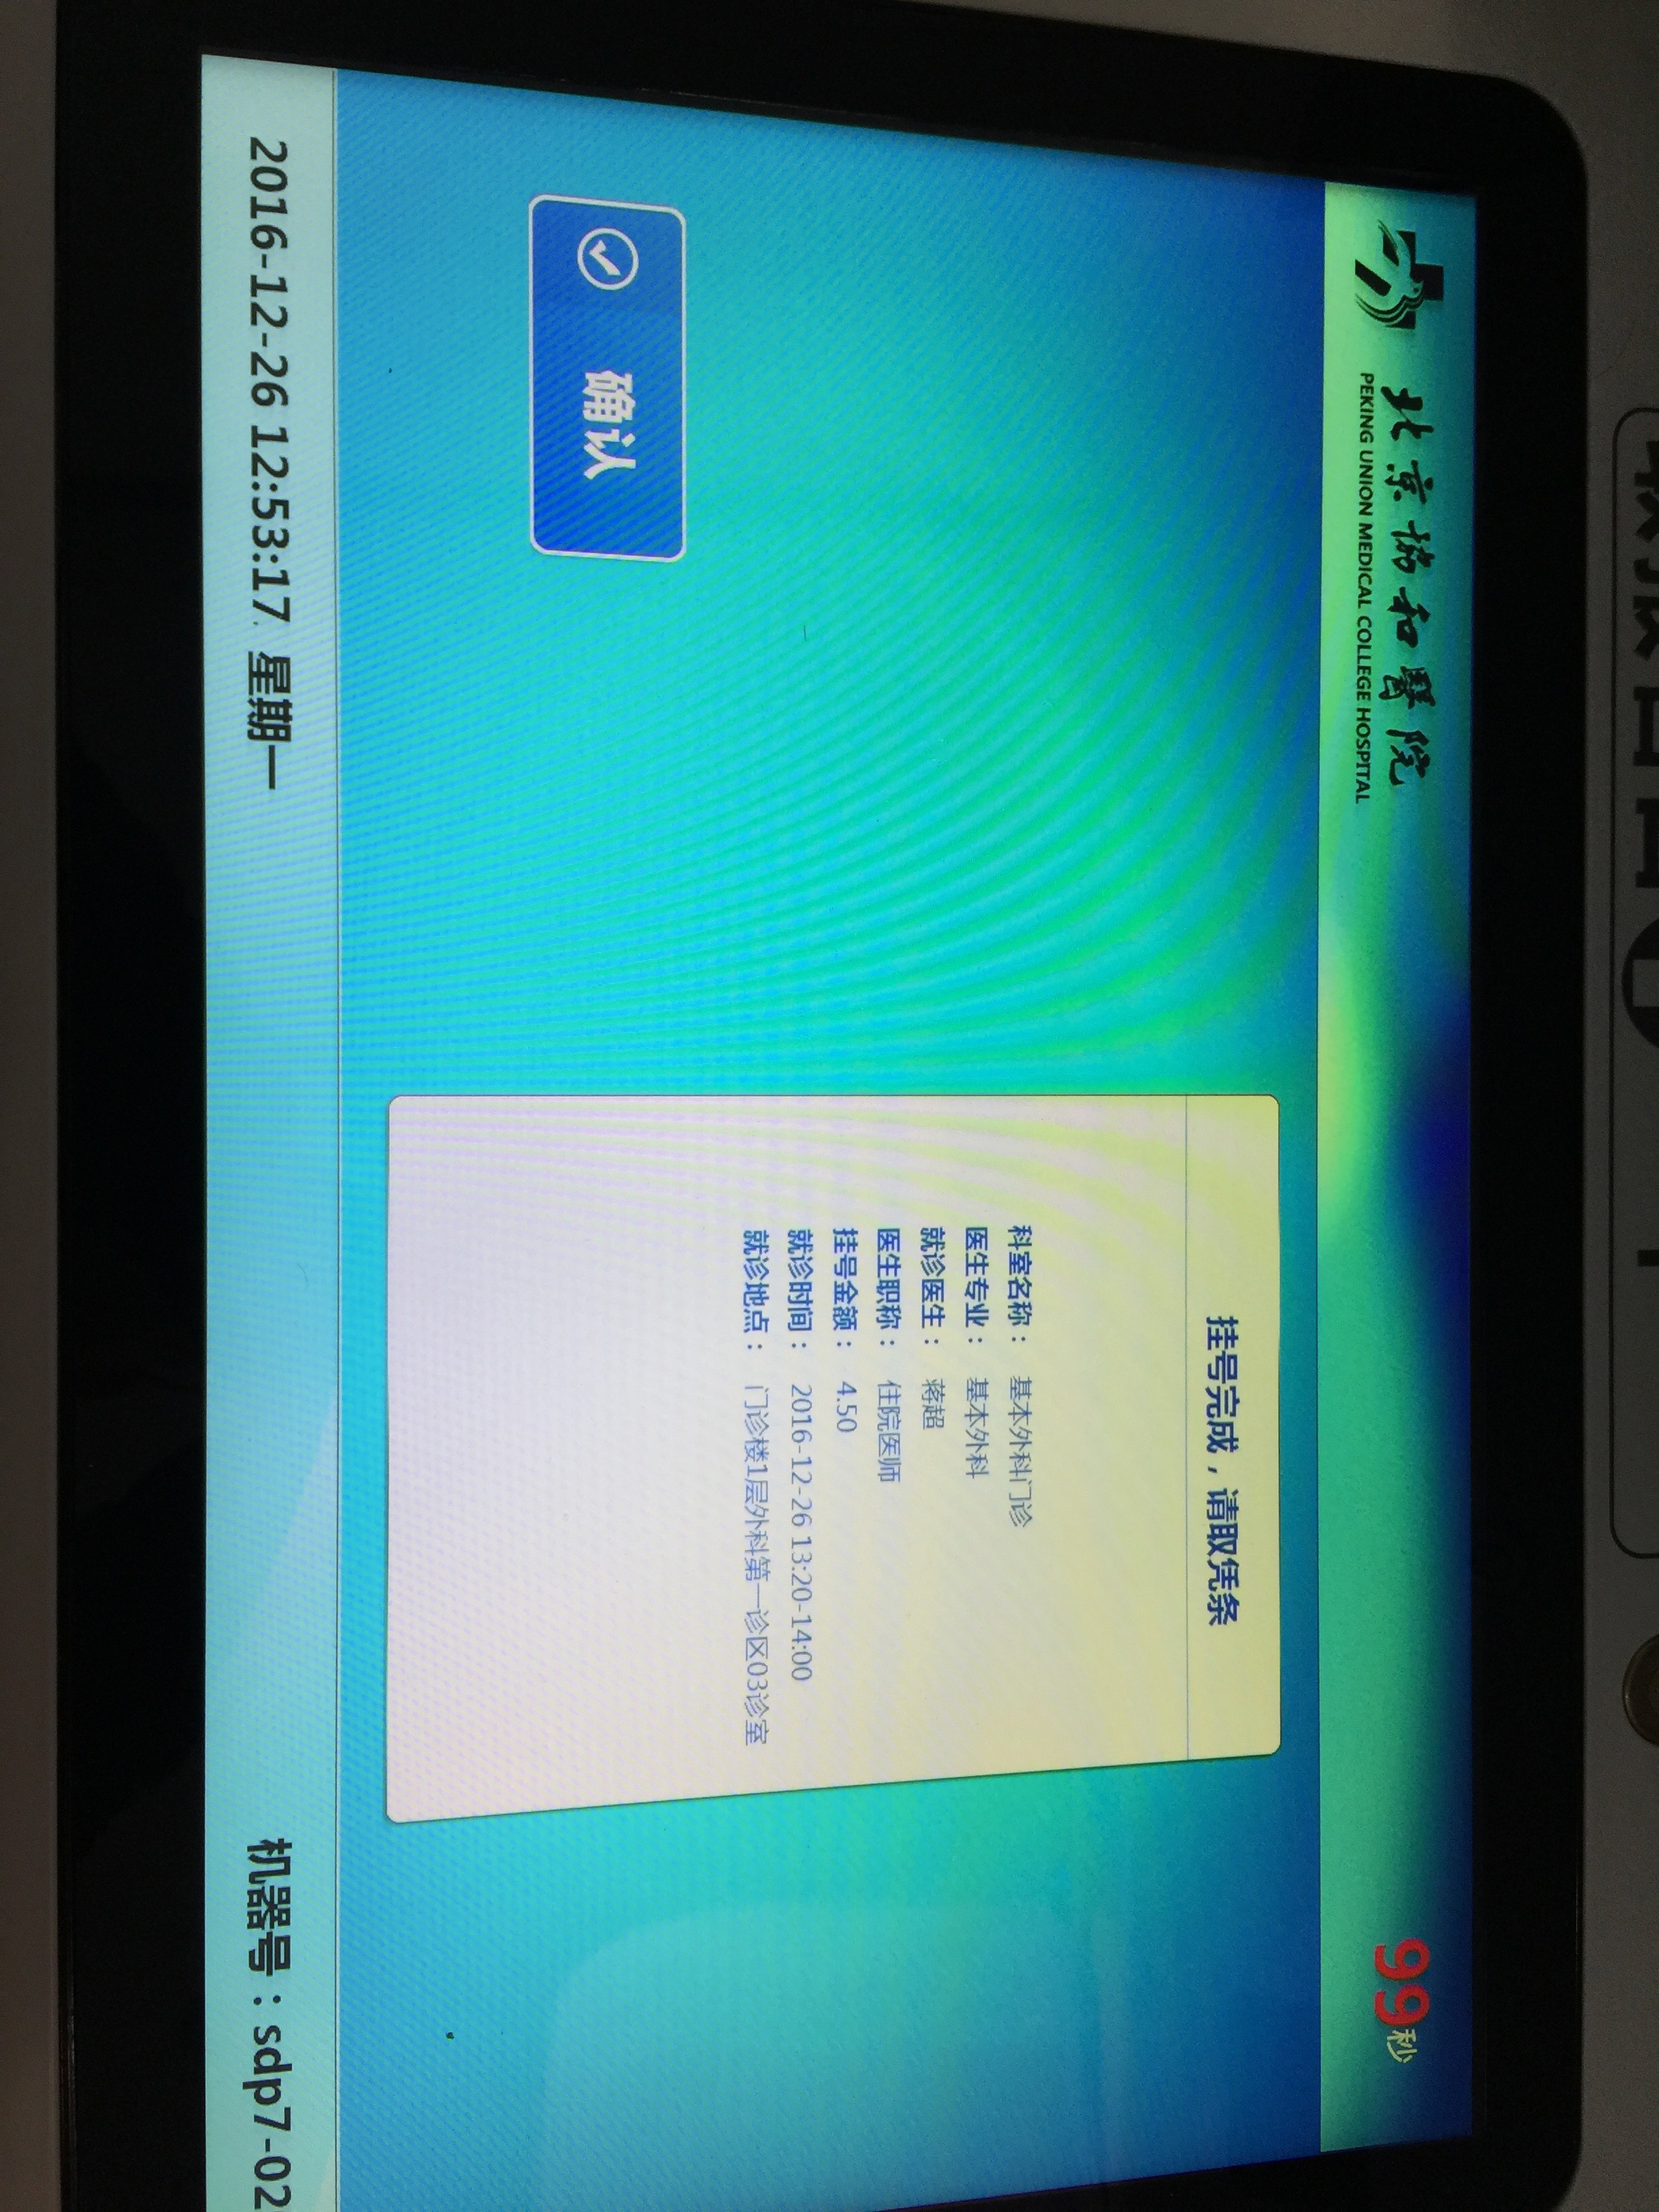 北京協和醫院
PEKING UNION MEDICAL COLLEGE HOSPITAL
99秒
挂号完成，请取凭条
科室名称： 基本外科门诊
医生专业： 基本外科
就诊医生： 蒋超
医生职称： 住院医师
挂号金额： 4.50
就诊时间： 2016-12-26 13:20-14:00
就诊地点： 门诊楼1层外科第一诊区03诊室
确认
2016-12-26 12:53:17 星期一
机器号：sdp7-02